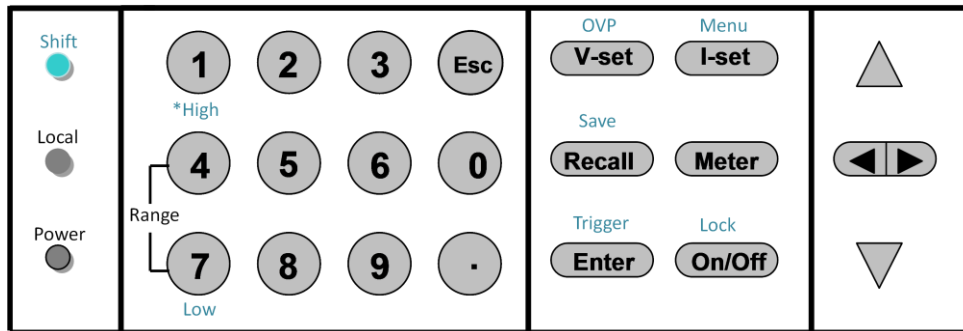 Shift
Local
Power
1 2 3 Esc
*High
4 5 6 0
Range
7 8 9 .
Low
OVP Menu
V-set I-set
Save
Recall Meter
Trigger Lock
Enter On/Off